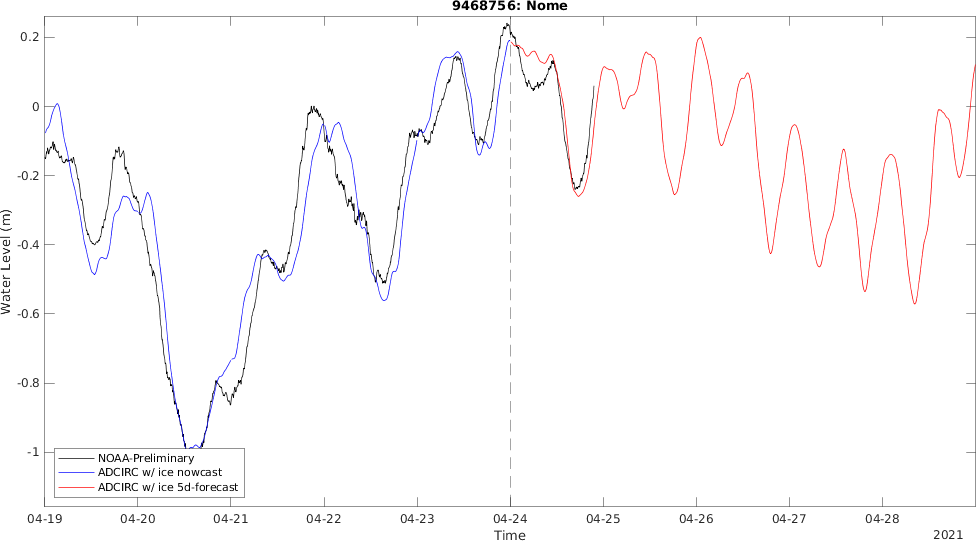 9468756: Nome
Water Level (m)
0.2
0
-0.2
-0.4
-0.6
-0.8
-1
NOAA-Preliminary
ADCIRC w/ ice nowcast
ADCIRC w/ ice 5d-forecast
04-19 04-20 04-21 04-22 04-23 04-24 04-25 04-26 04-27 04-28
Time
2021